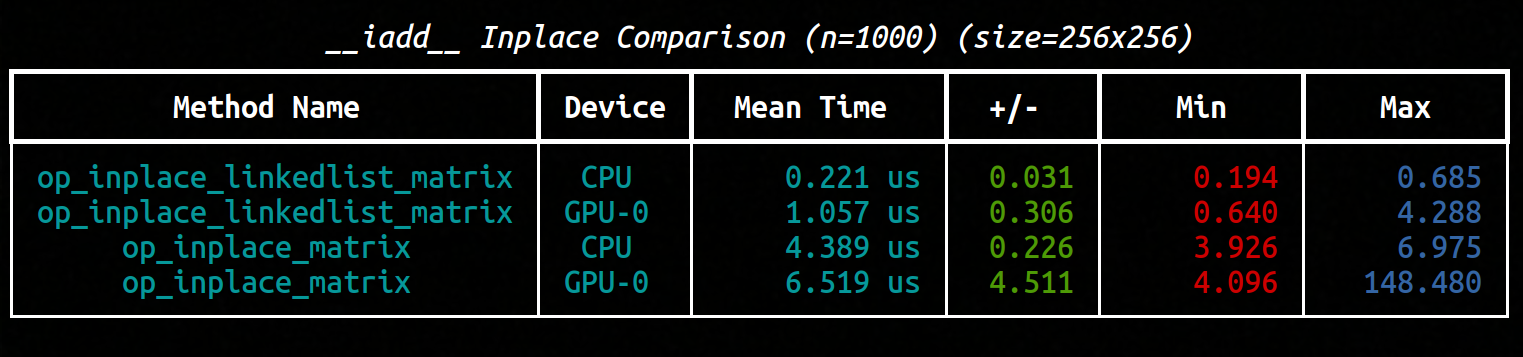 __iadd__ Inplace Comparison (n=1000) (size=256x256)
Method Name Device Mean Time +/- Min Max
op_inplace_linkedlist_matrix CPU 0.221 us 0.031 0.194 0.685
op_inplace_linkedlist_matrix GPU-0 1.057 us 0.306 0.640 4.288
op_inplace_matrix CPU 4.389 us 0.226 3.926 6.975
op_inplace_matrix GPU-0 6.519 us 4.511 4.096 148.480